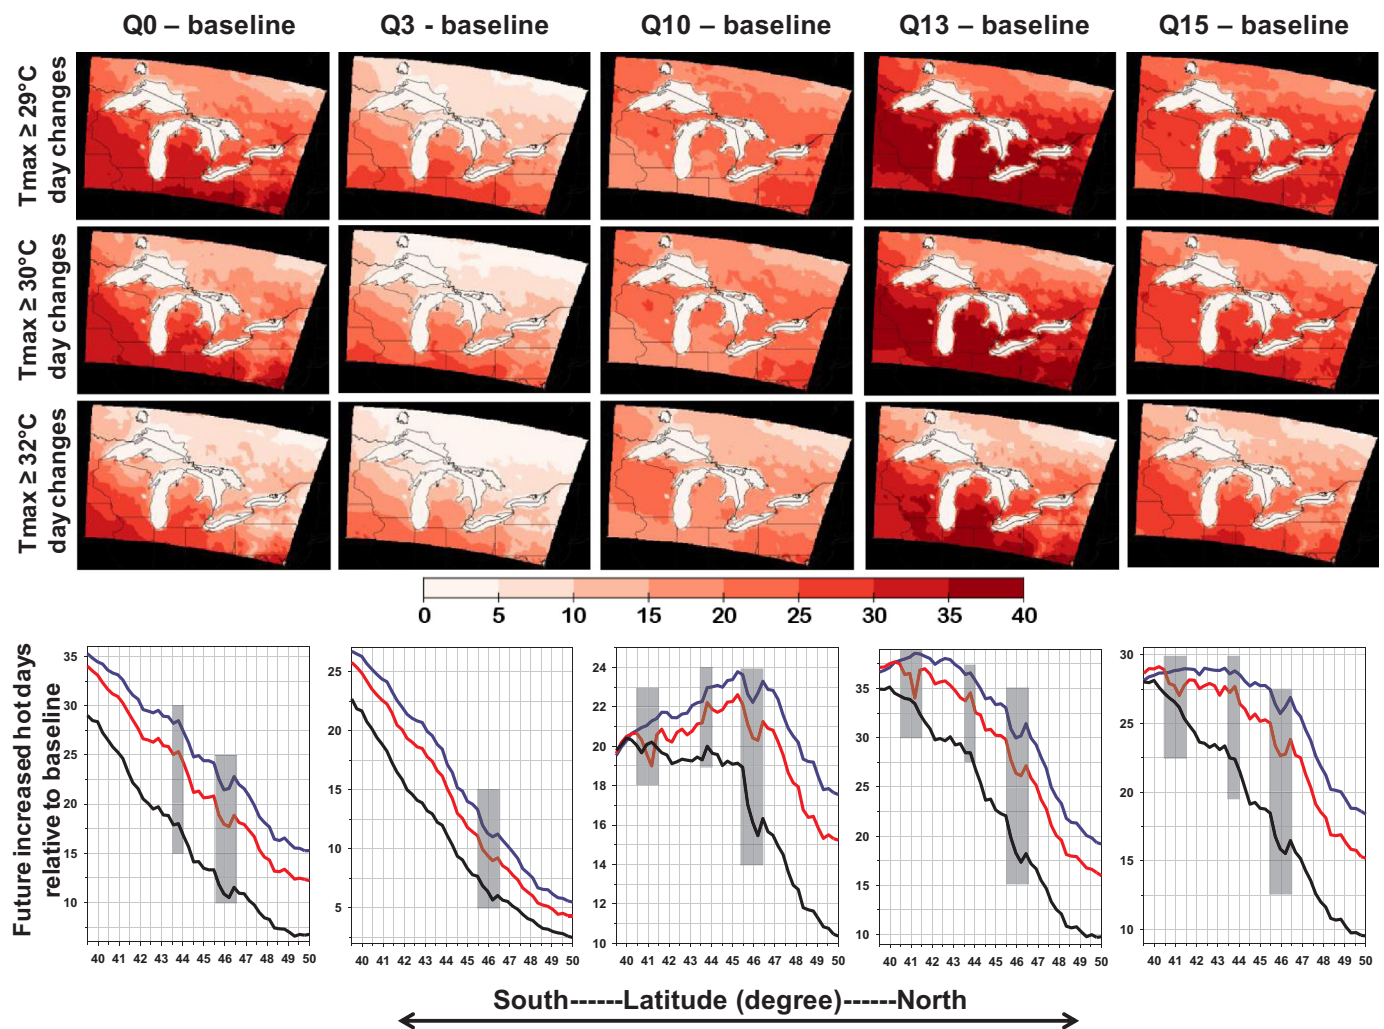 Q0 – baseline
Q3 - baseline
Q10 – baseline
Q13 – baseline
Q15 – baseline
Tmax ≥ 29°C
day changes
Tmax ≥ 30°C
day changes
Tmax ≥ 32°C
day changes
0 5 10 15 20 25 30 35 40
Future increased hot days
relative to baseline
35
30
25
20
15
10
40 41 42 43 44 45 46 47 48 49 50
25
20
15
10
5
40 41 42 43 44 45 46 47 48 49 50
24
22
20
18
16
14
12
10
40 41 42 43 44 45 46 47 48 49 50
35
30
25
20
15
10
40 41 42 43 44 45 46 47 48 49 50
30
25
20
15
10
40 41 42 43 44 45 46 47 48 49 50
South------Latitude (degree)------North